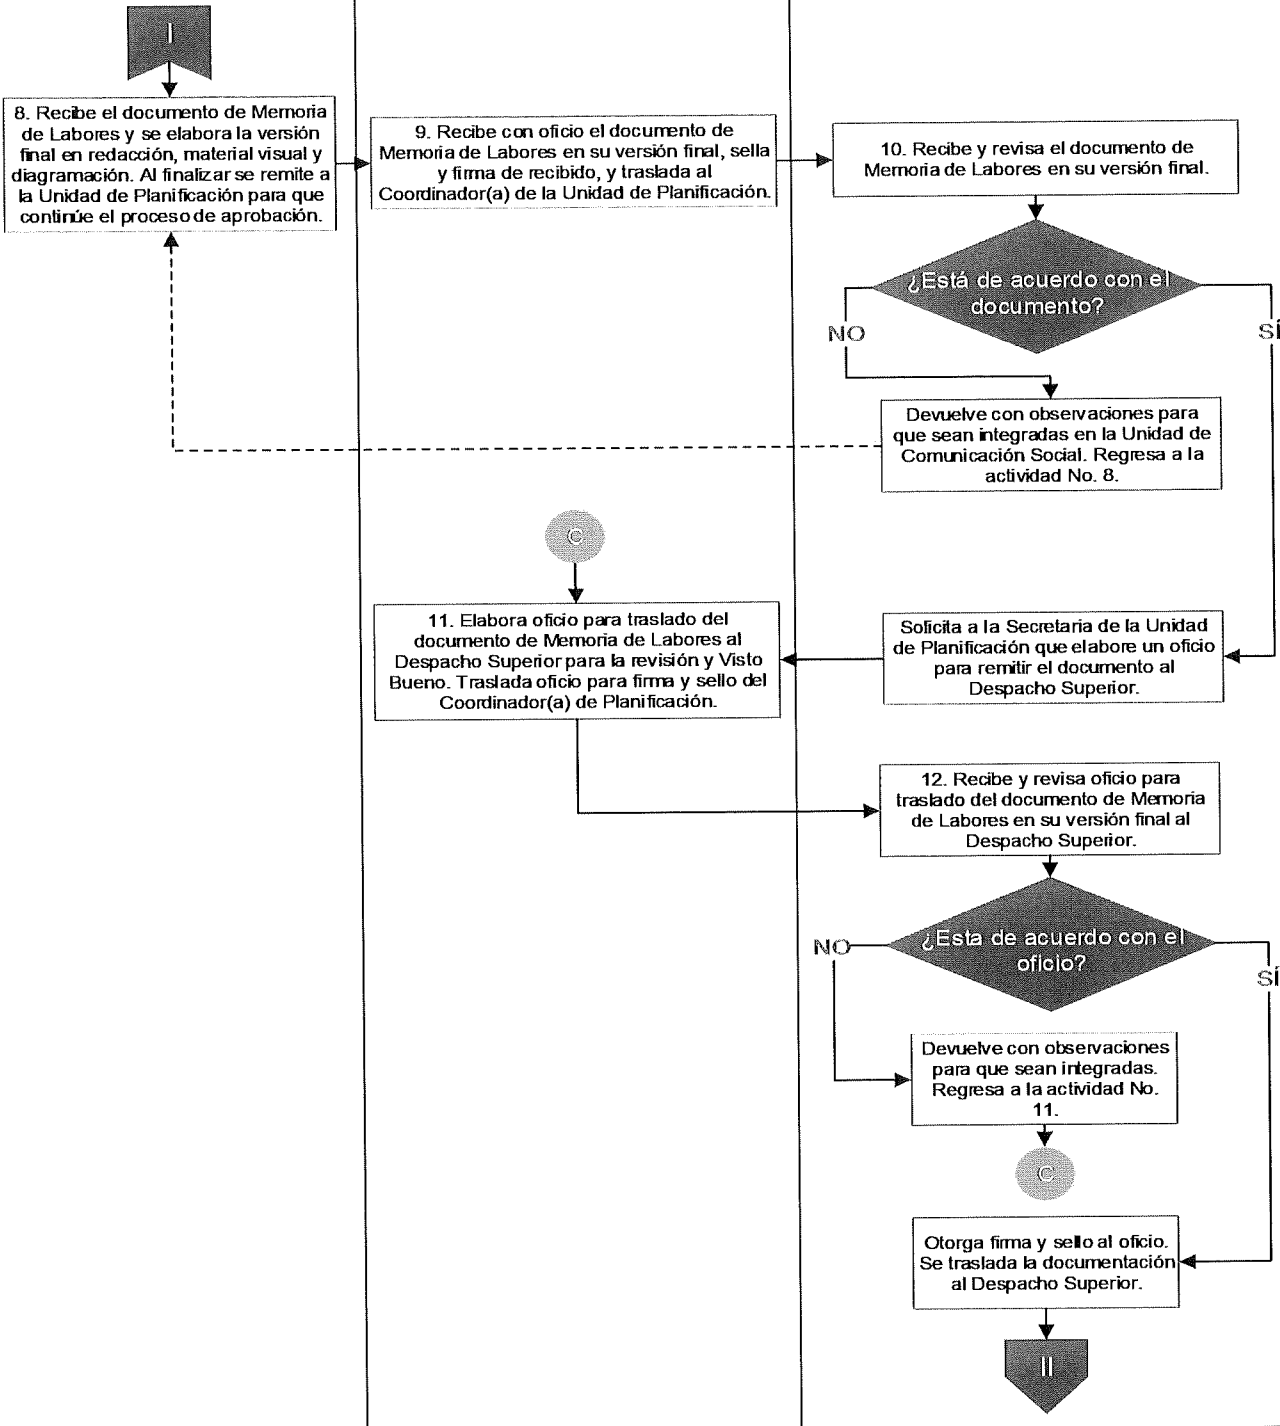 I
8. Recibe el documento de Memoria
de Labores y se elabora la versión
final en redacción, material visual y
diagramación. Al finalizar se remite a
la Unidad de Planificación para que
continúe el proceso de aprobación.
9. Recibe con oficio el documento de
Memoria de Labores en su versión final, sella
y firma de recibido, y traslada al
Coordinador(a) de la Unidad de Planificación.
10. Recibe y revisa el documento de
Memoria de Labores en su versión final.
¿Está de acuerdo con el
documento?
NO
SÍ
Devuelve con observaciones para
que sean integradas en la Unidad de
Comunicación Social. Regresa a la
actividad No. 8.
C
11. Elabora oficio para traslado del
documento de Memoria de Labores al
Despacho Superior para la revisión y Visto
Bueno. Traslada oficio para firma y sello del
Coordinador(a) de Planificación.
Solicita a la Secretaria de la Unidad
de Planificación que elabore un oficio
para remitir el documento al
Despacho Superior.
12. Recibe y revisa oficio para
traslado del documento de Memoria
de Labores en su versión final al
Despacho Superior.
¿Esta de acuerdo con el
oficio?
NO
SÍ
Devuelve con observaciones
para que sean integradas.
Regresa a la actividad No.
11.
C
Otorga firma y sello al oficio.
Se traslada la documentación
al Despacho Superior.
II